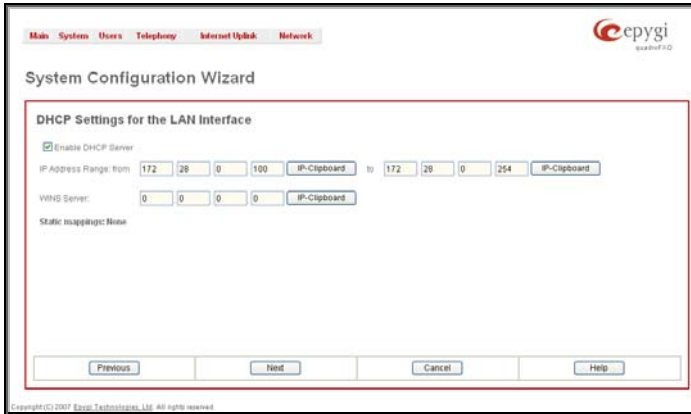 Main System Users Telephony Internet Uplink Network
epygi
quadroFXO
System Configuration Wizard
DHCP Settings for the LAN Interface
Enable DHCP Server
IP Address Range: from 172 28 0 100 IP-Clipboard to 172 28 0 254 IP-Clipboard
WINS Server: 0 0 0 0 IP-Clipboard
Static mappings: None
Previous Next Cancel Help
Copyright (C) 2007 Epygi Technologies, Ltd. All rights reserved